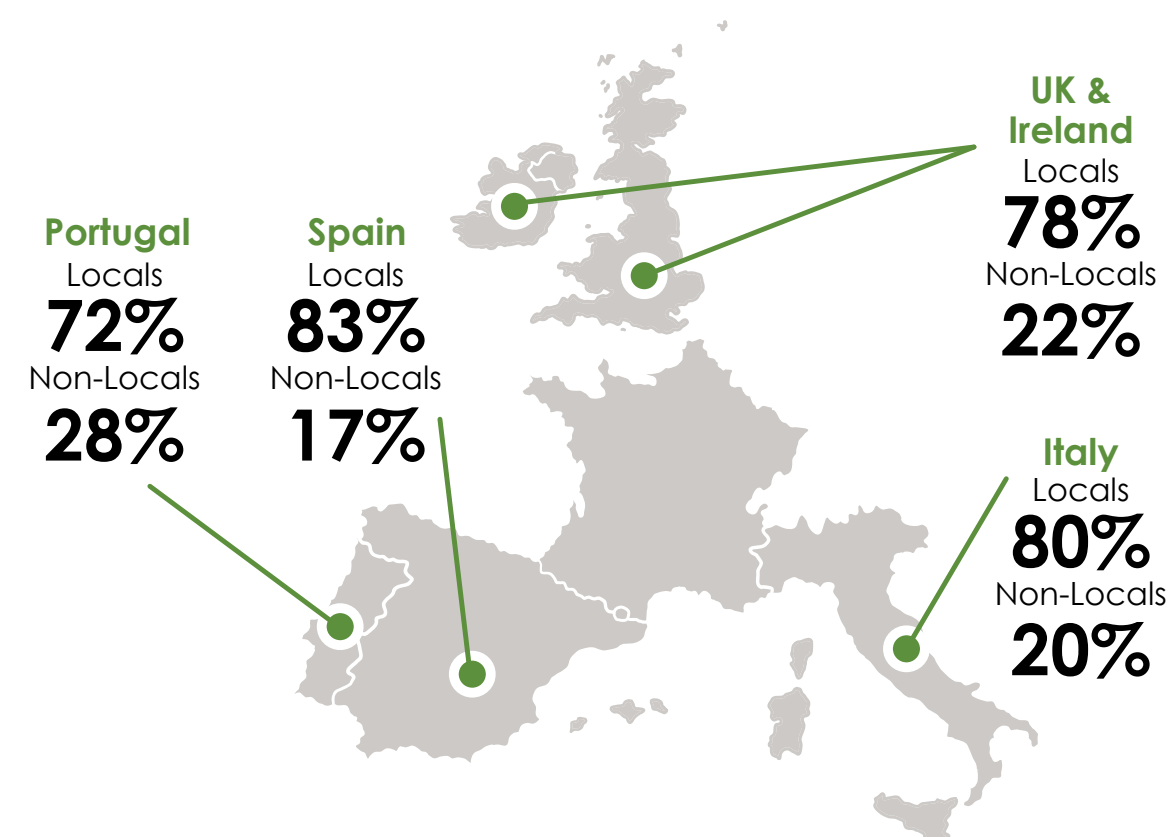 UK &
Ireland
Locals
78%
Non-Locals
22%
Portugal
Locals
72%
Non-Locals
28%
Spain
Locals
83%
Non-Locals
17%
Italy
Locals
80%
Non-Locals
20%